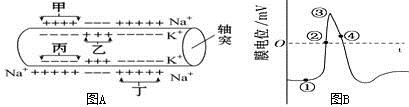 甲
++++ ---- ++++ Na⁺
---- +++ ---- K⁺
丙 乙
轴突
---- +++ ---- K⁺
Na⁺ ++++ ---- ++++ Na⁺
丁
图A
膜电位/mV
③
② ④
O t
①
图B